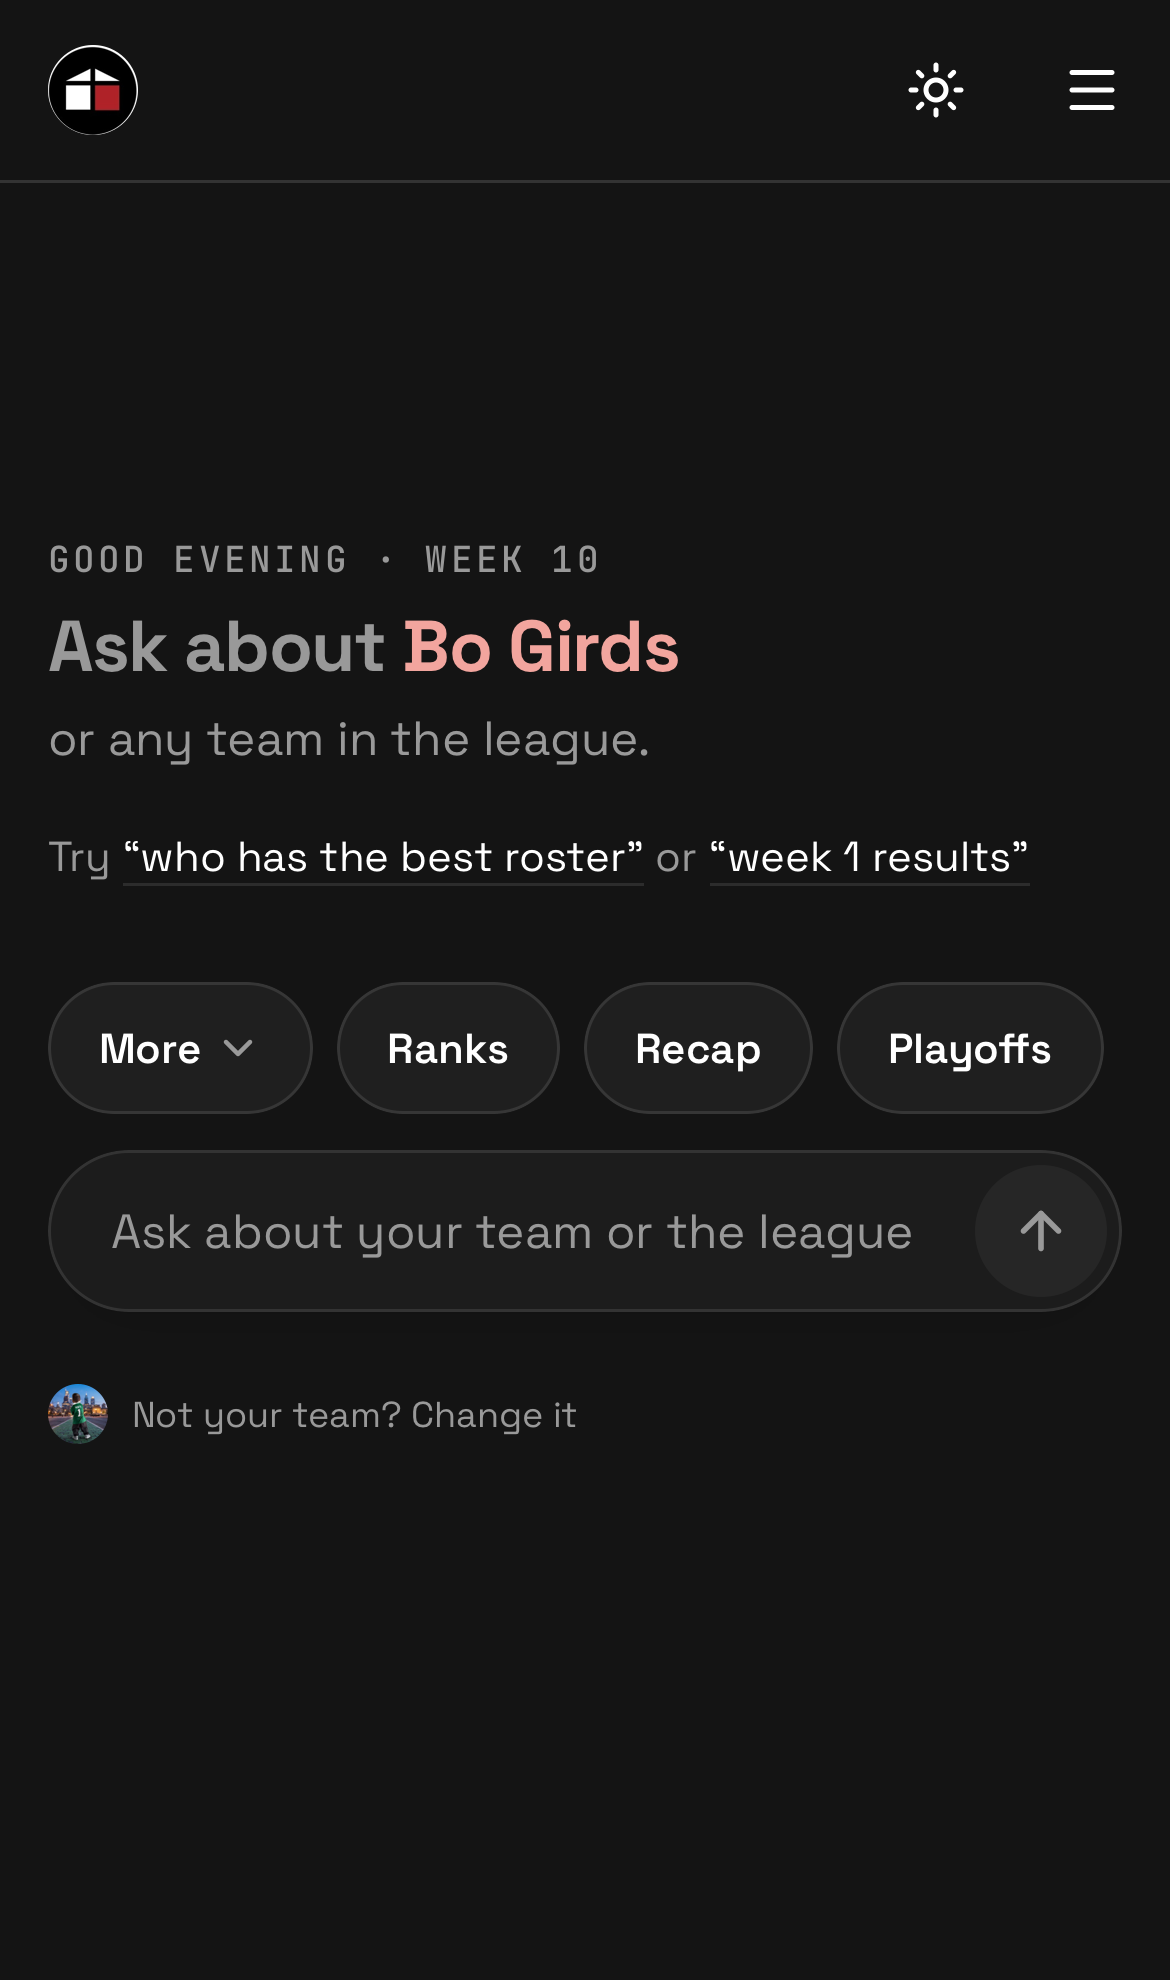 GOOD EVENING · WEEK 10
Ask about Bo Girds
or any team in the league.
Try “who has the best roster” or “week 1 results”
More Ranks Recap Playoffs
Ask about your team or the league
Not your team? Change it